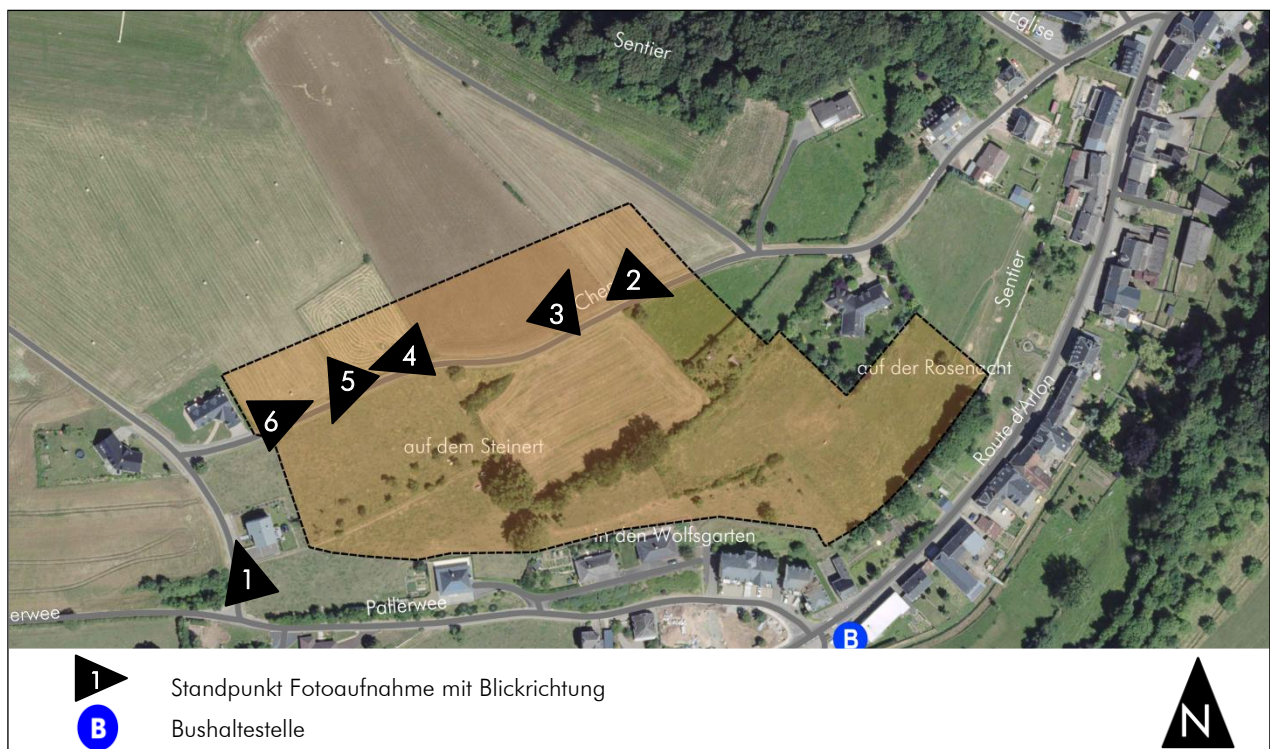 Eglise
Sentier
2
3
Che
4
5
6
auf der Rosenacht
Sentier
auf dem Steinert
Route d'Arlon
in den Wolfsgarten
1
erwee
Patterwee
B
1 Standpunkt Fotoaufnahme mit Blickrichtung
B Bushaltestelle
N